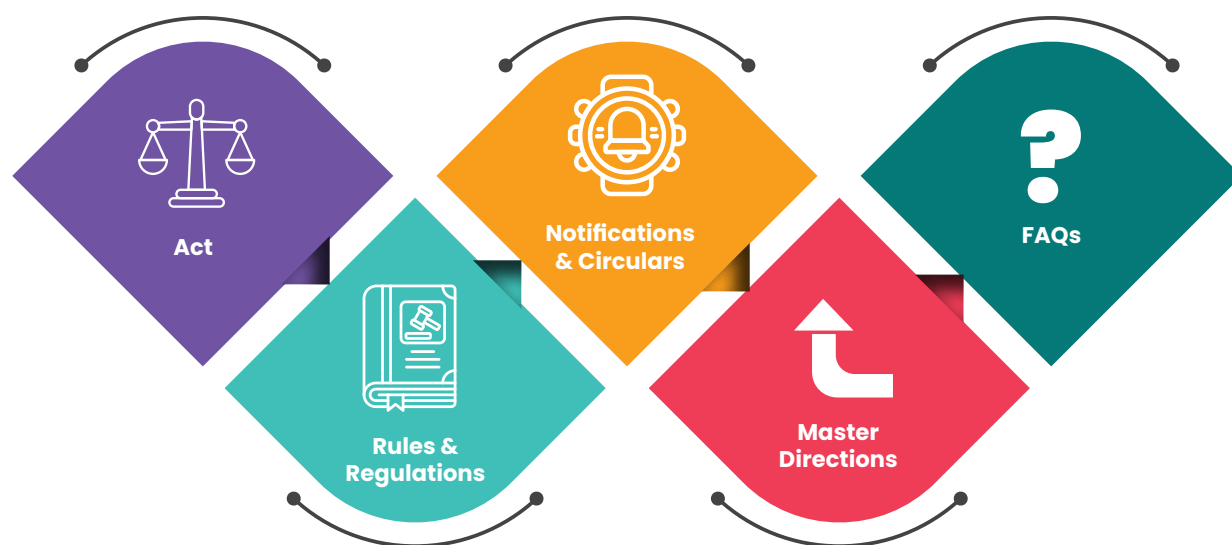 Act
Rules &
Regulations
Notifications
& Circulars
Master
Directions
FAQs